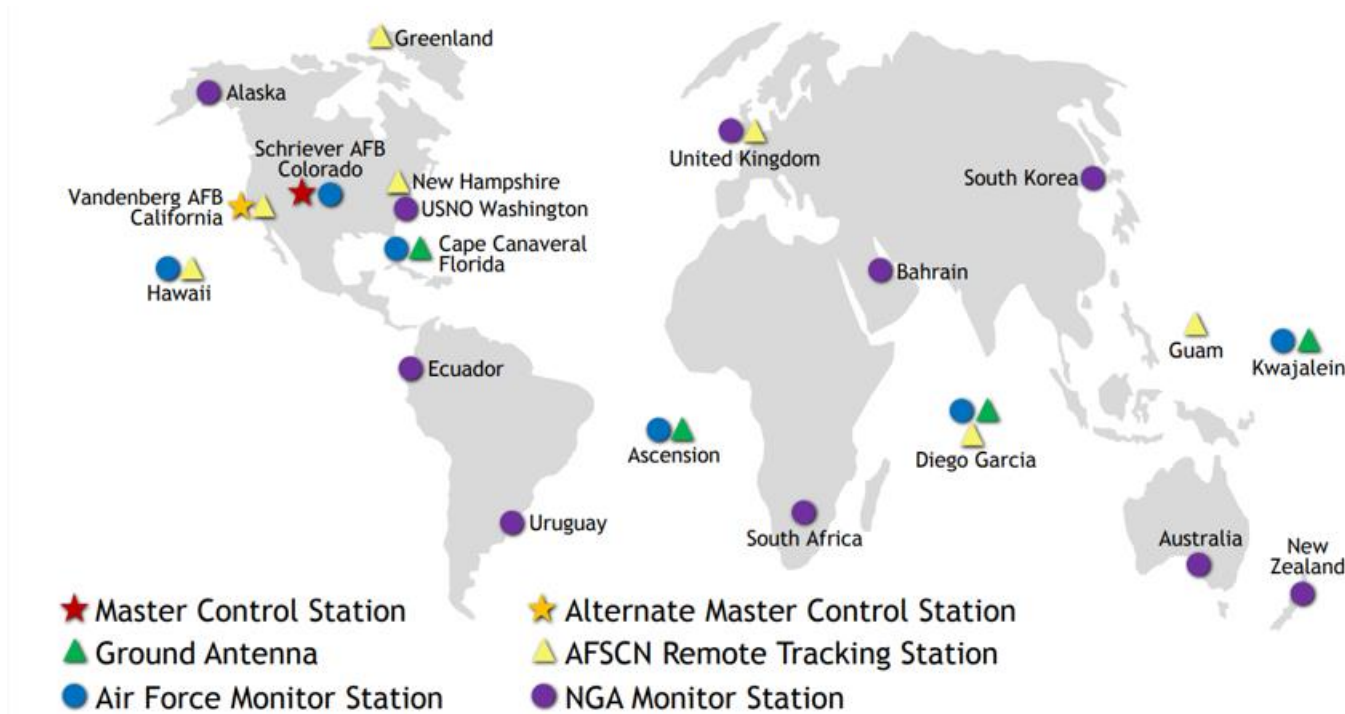 Greenland
Alaska
Schriever AFB
Colorado
Vandenberg AFB
California
New Hampshire
USNO Washington
Cape Canaveral
Florida
Hawaii
United Kingdom
South Korea
Bahrain
Guam
Kwajalein
Ecuador
Ascension
Diego Garcia
Uruguay
South Africa
Australia
New
Zealand
Master Control Station
Alternate Master Control Station
Ground Antenna
AFSCN Remote Tracking Station
Air Force Monitor Station
NGA Monitor Station